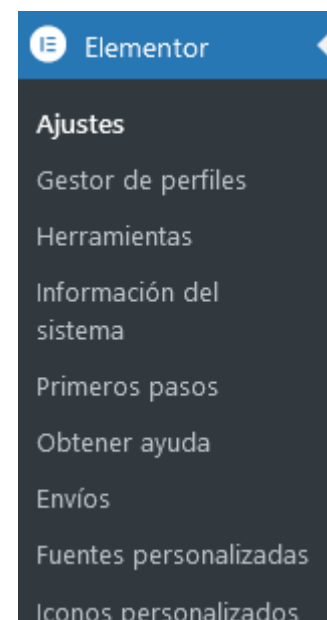 Elementor
Ajustes
Gestor de perfiles
Herramientas
Información del
sistema
Primeros pasos
Obtener ayuda
Envíos
Fuentes personalizadas
Iconos personalizados